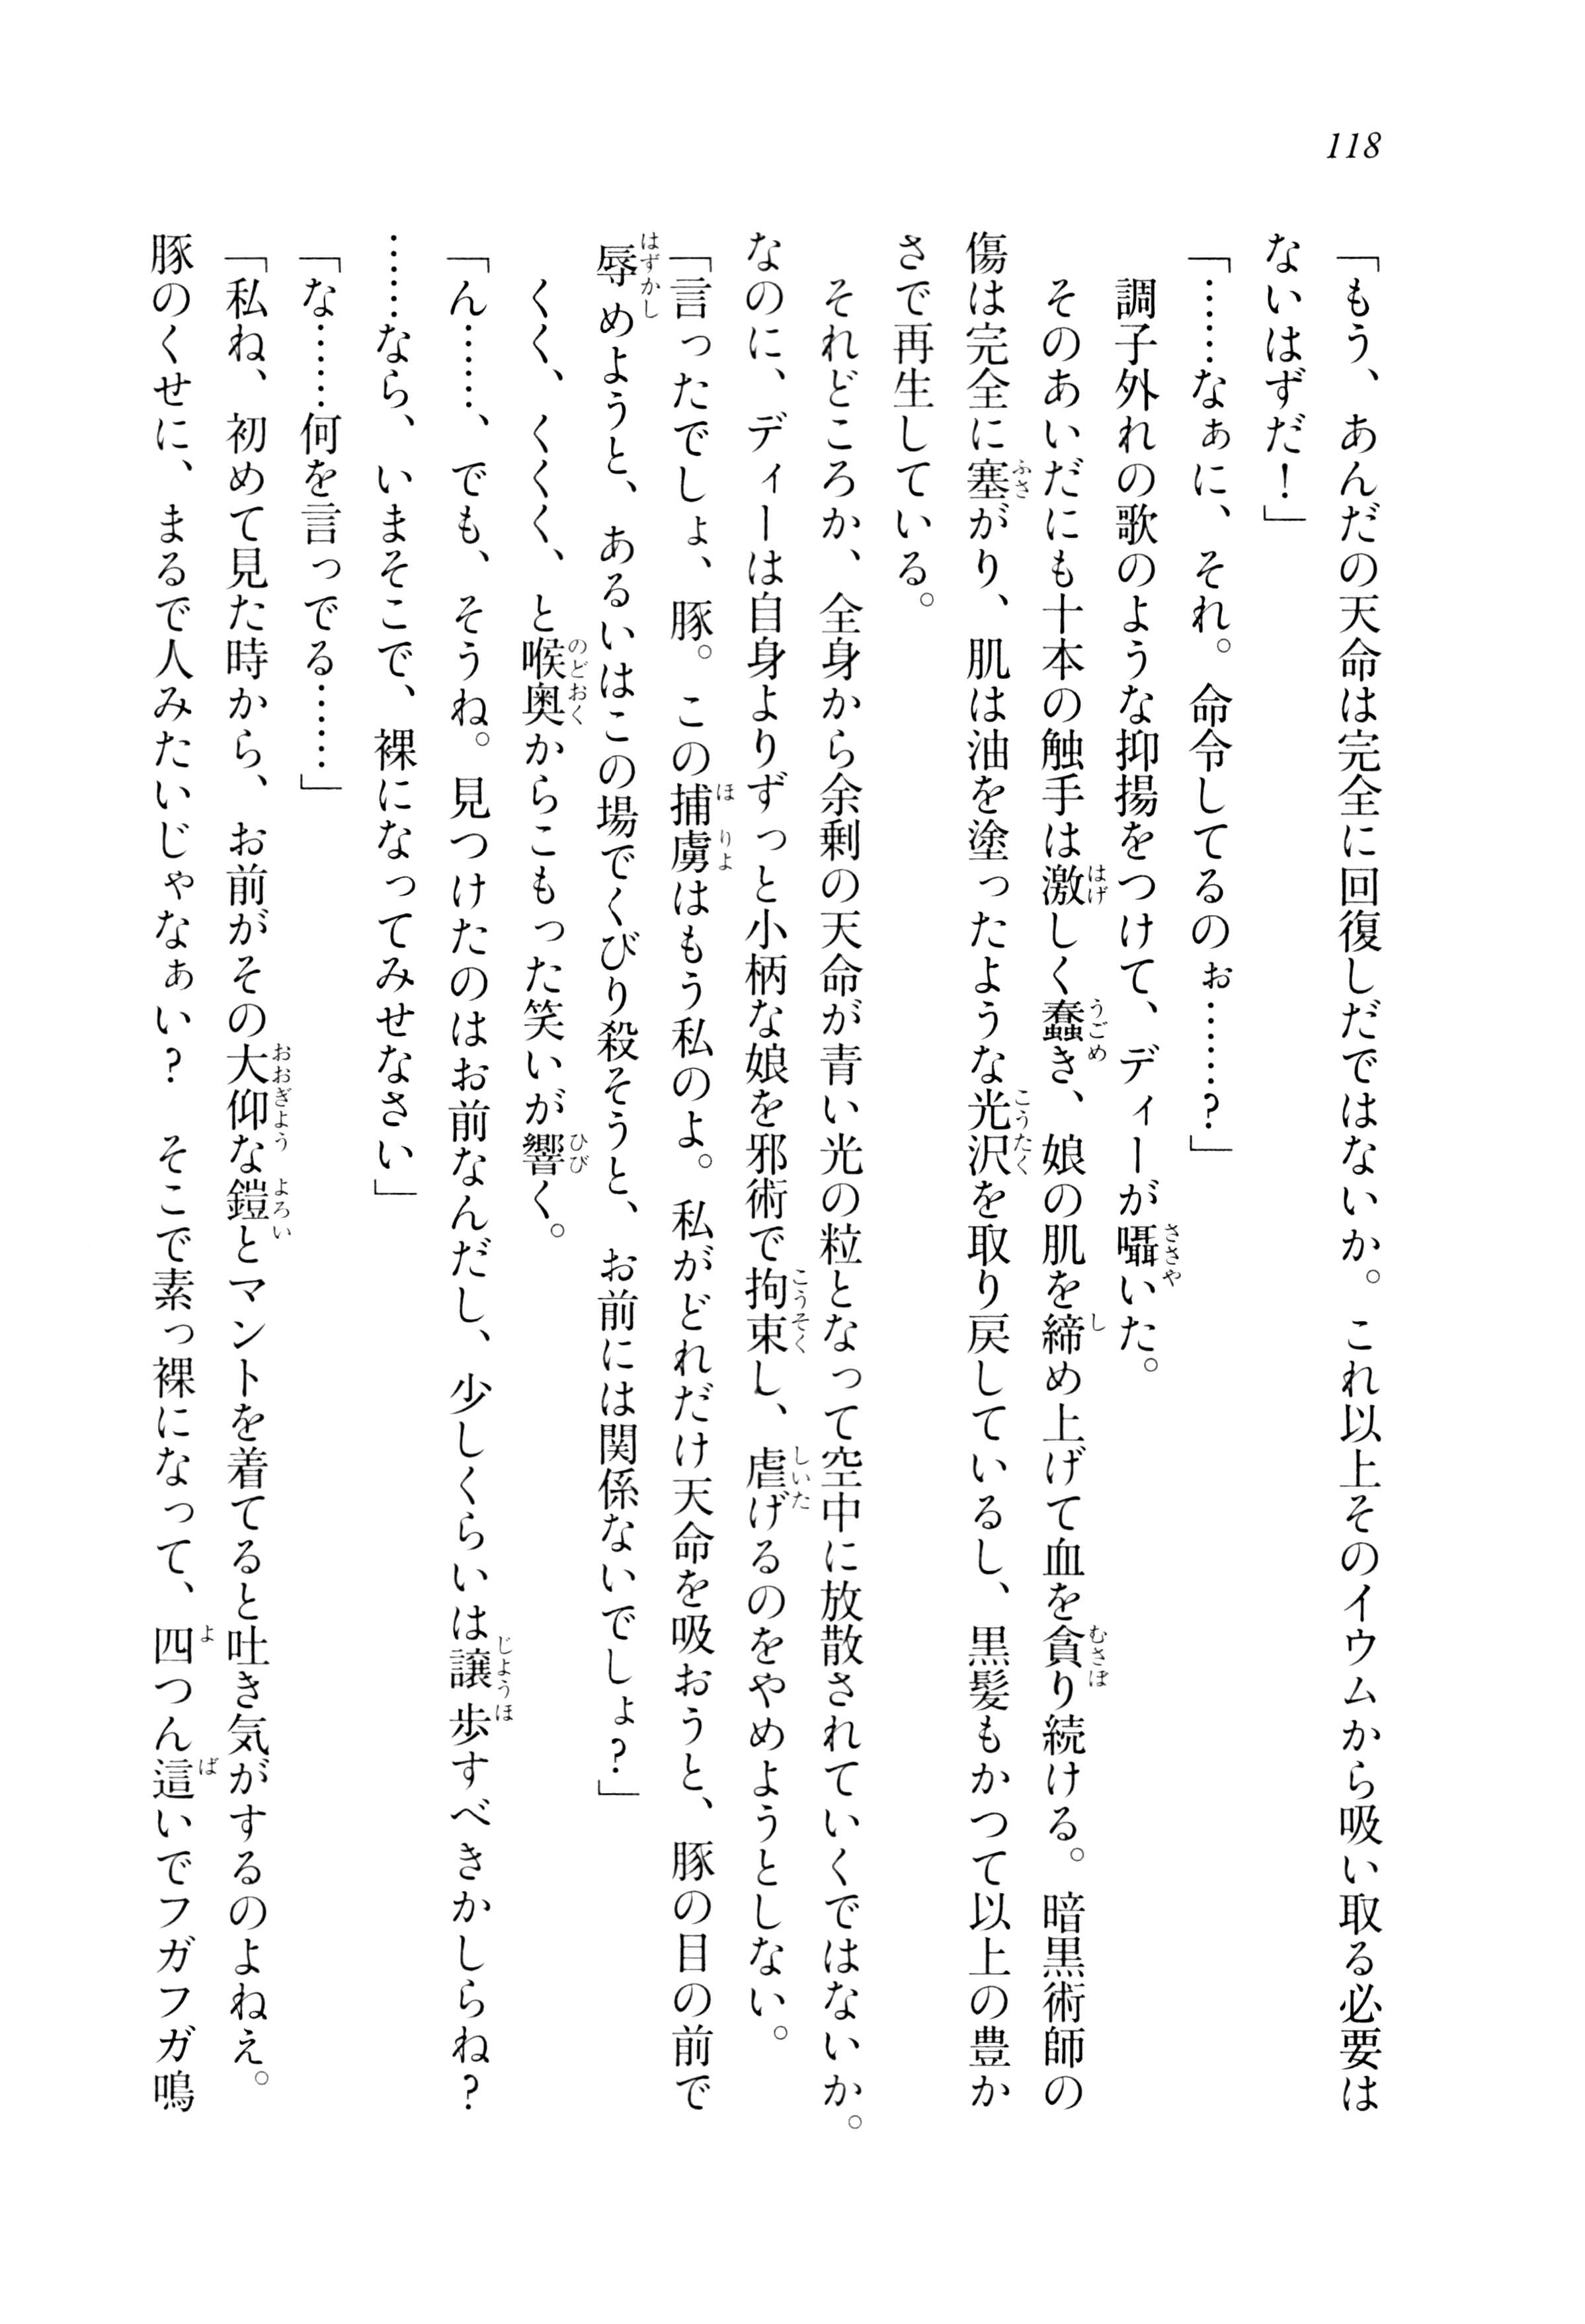 118
「もう、あんだの天命は完全に回復しだではないか。これ以上そのイウムから吸い取る必要は
ないはずだ！」
「……なぁに、それ。命令してるのぉ……？」
調子外れの歌のような抑揚をつけて、ディーが囁いた。
そのあいだにも十本の触手は激しく蠢き、娘の肌を締め上げて血を貪り続ける。暗黒術師の
傷は完全に塞がり、肌は油を塗ったような光沢を取り戻しているし、黒髪もかつて以上の豊か
さで再生している。
それどころか、全身から余剰の天命が青い光の粒となって空中に放散されていくではないか。
なのに、ディーは自身よりずっと小柄な娘を邪術で拘束し、虐げるのをやめようとしない。
「言ったでしょ、豚。この捕虜はもう私のよ。私がどれだけ天命を吸おうと、豚の目の前で
辱めようと、あるいはこの場でくびり殺そうと、お前には関係ないでしょ？」
くく、くくく、と喉奥からこもった笑いが響く。
「ん……、でも、そうね。見つけたのはお前なんだし、少しくらいは譲歩すべきかしらね？
……なら、いまそこで、裸になってみせなさい」
「な……何を言っでる……」
「私ね、初めて見た時から、お前がその大仰な鎧とマントを着てると吐き気がするのよねえ。
豚のくせに、まるで人みたいじゃなぁい？　そこで素っ裸になって、四つん這いでフガフガ鳴